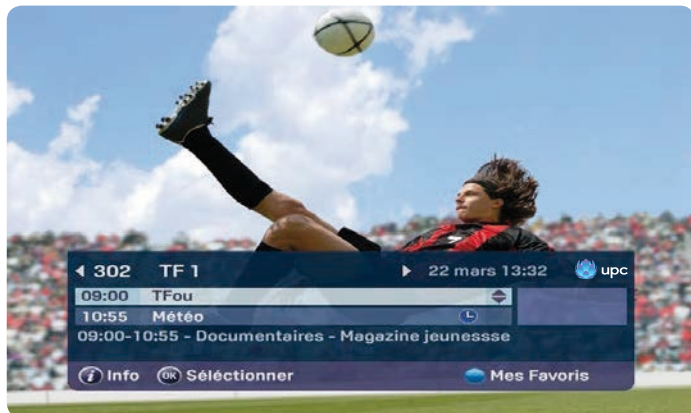 302 TF 1 22 mars 13:32 upc
09:00 TFou
10:55 Météo
09:00-10:55 - Documentaires - Magazine jeunessse
i Info OK Séléctionner Mes Favoris